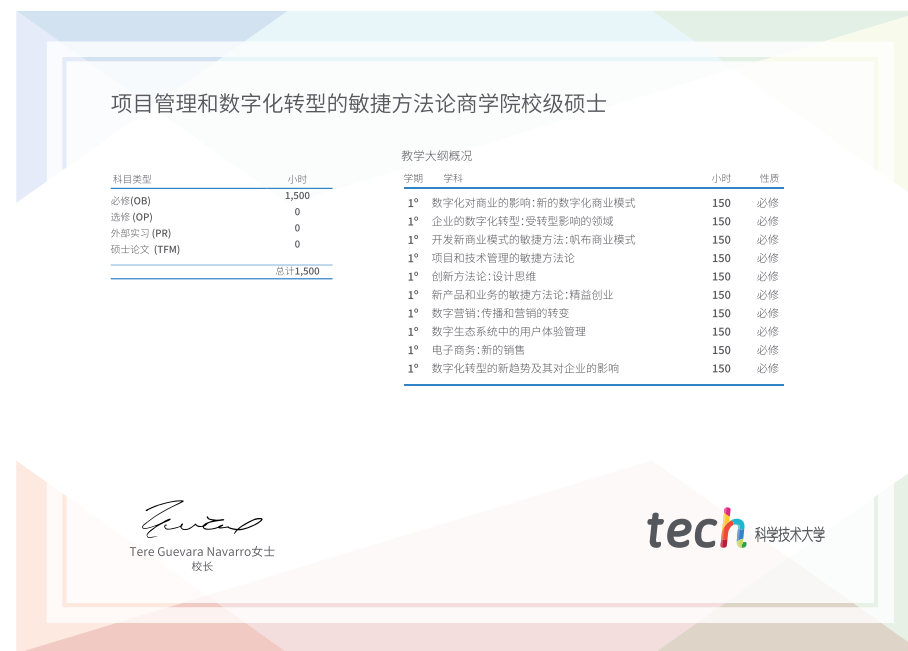 项目管理和数字化转型的敏捷方法论商学院校级硕士
科目类型 小时
必修(OB) 1,500
选修 (OP) 0
外部实习 (PR) 0
硕士论文 (TFM) 0
总计1,500
教学大纲概况
学期 学科 小时 性质
1º 数字化对商业的影响:新的数字化商业模式 150 必修
1º 企业的数字化转型:受转型影响的领域 150 必修
1º 开发新商业模式的敏捷方法:帆布商业模式 150 必修
1º 项目和技术管理的敏捷方法论 150 必修
1º 创新方法论:设计思维 150 必修
1º 新产品和业务的敏捷方法论:精益创业 150 必修
1º 数字营销:传播和营销的转变 150 必修
1º 数字生态系统中的用户体验管理 150 必修
1º 电子商务:新的销售 150 必修
1º 数字化转型的新趋势及其对企业的影响 150 必修
Tere Guevara Navarro女士
校长
tech 科学技术大学